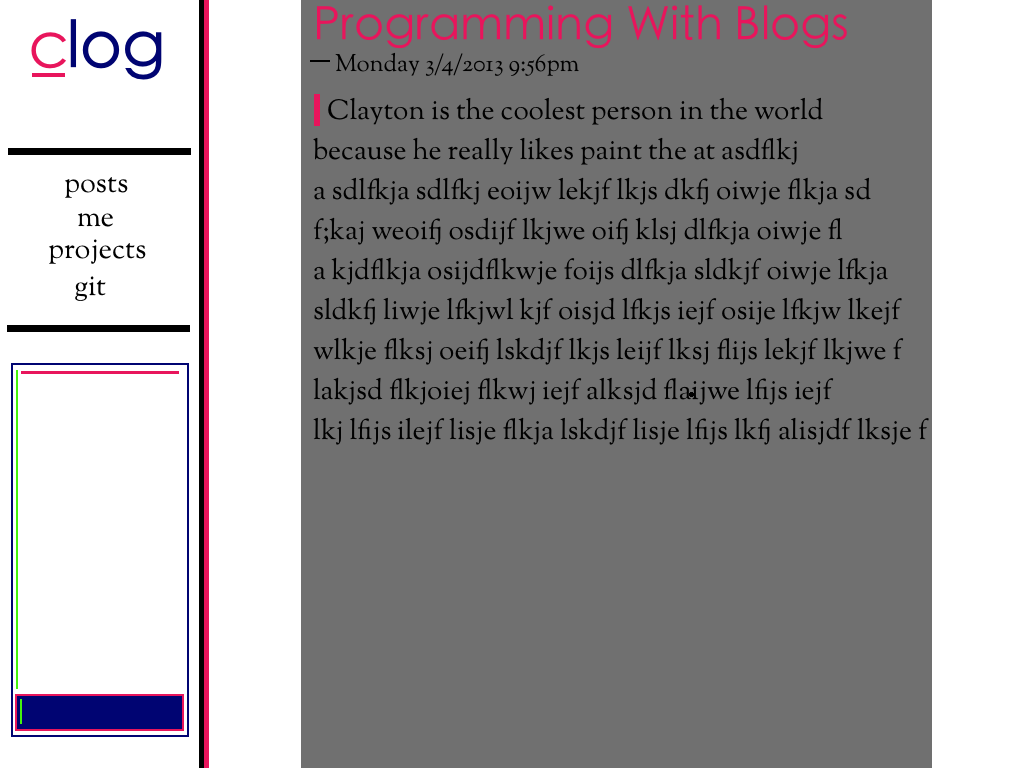 clog
posts
me
projects
git
Programming With Blogs
— Monday 3/4/2013 9:56pm
Clayton is the coolest person in the world
because he really likes paint the at asdflkj
a sdlfkja sdlfkj eoijw lekjf lkjs dkfj oiwje flkja sd
f;kaj weoifj osdijf lkjwe oifj klsj dlfkja oiwje fl
a kjdflkja osijdflkwje foijs dlfkja sldkjf oiwje lfkja
sldkfj liwje lfkjwl kjf oisjd lfkjs iejf osije lfkjw lkejf
wlkje flksj oeifj lskdjf lkjs leijf lksj flijs lekjf lkjwe f
lakjsd flkjoiej flkwj iejf alksjd flaijwe lfijs iejf
lkj lfijs ilejf lisje flkja lskdjf lisje lfijs lkfj alisjdf lksje f